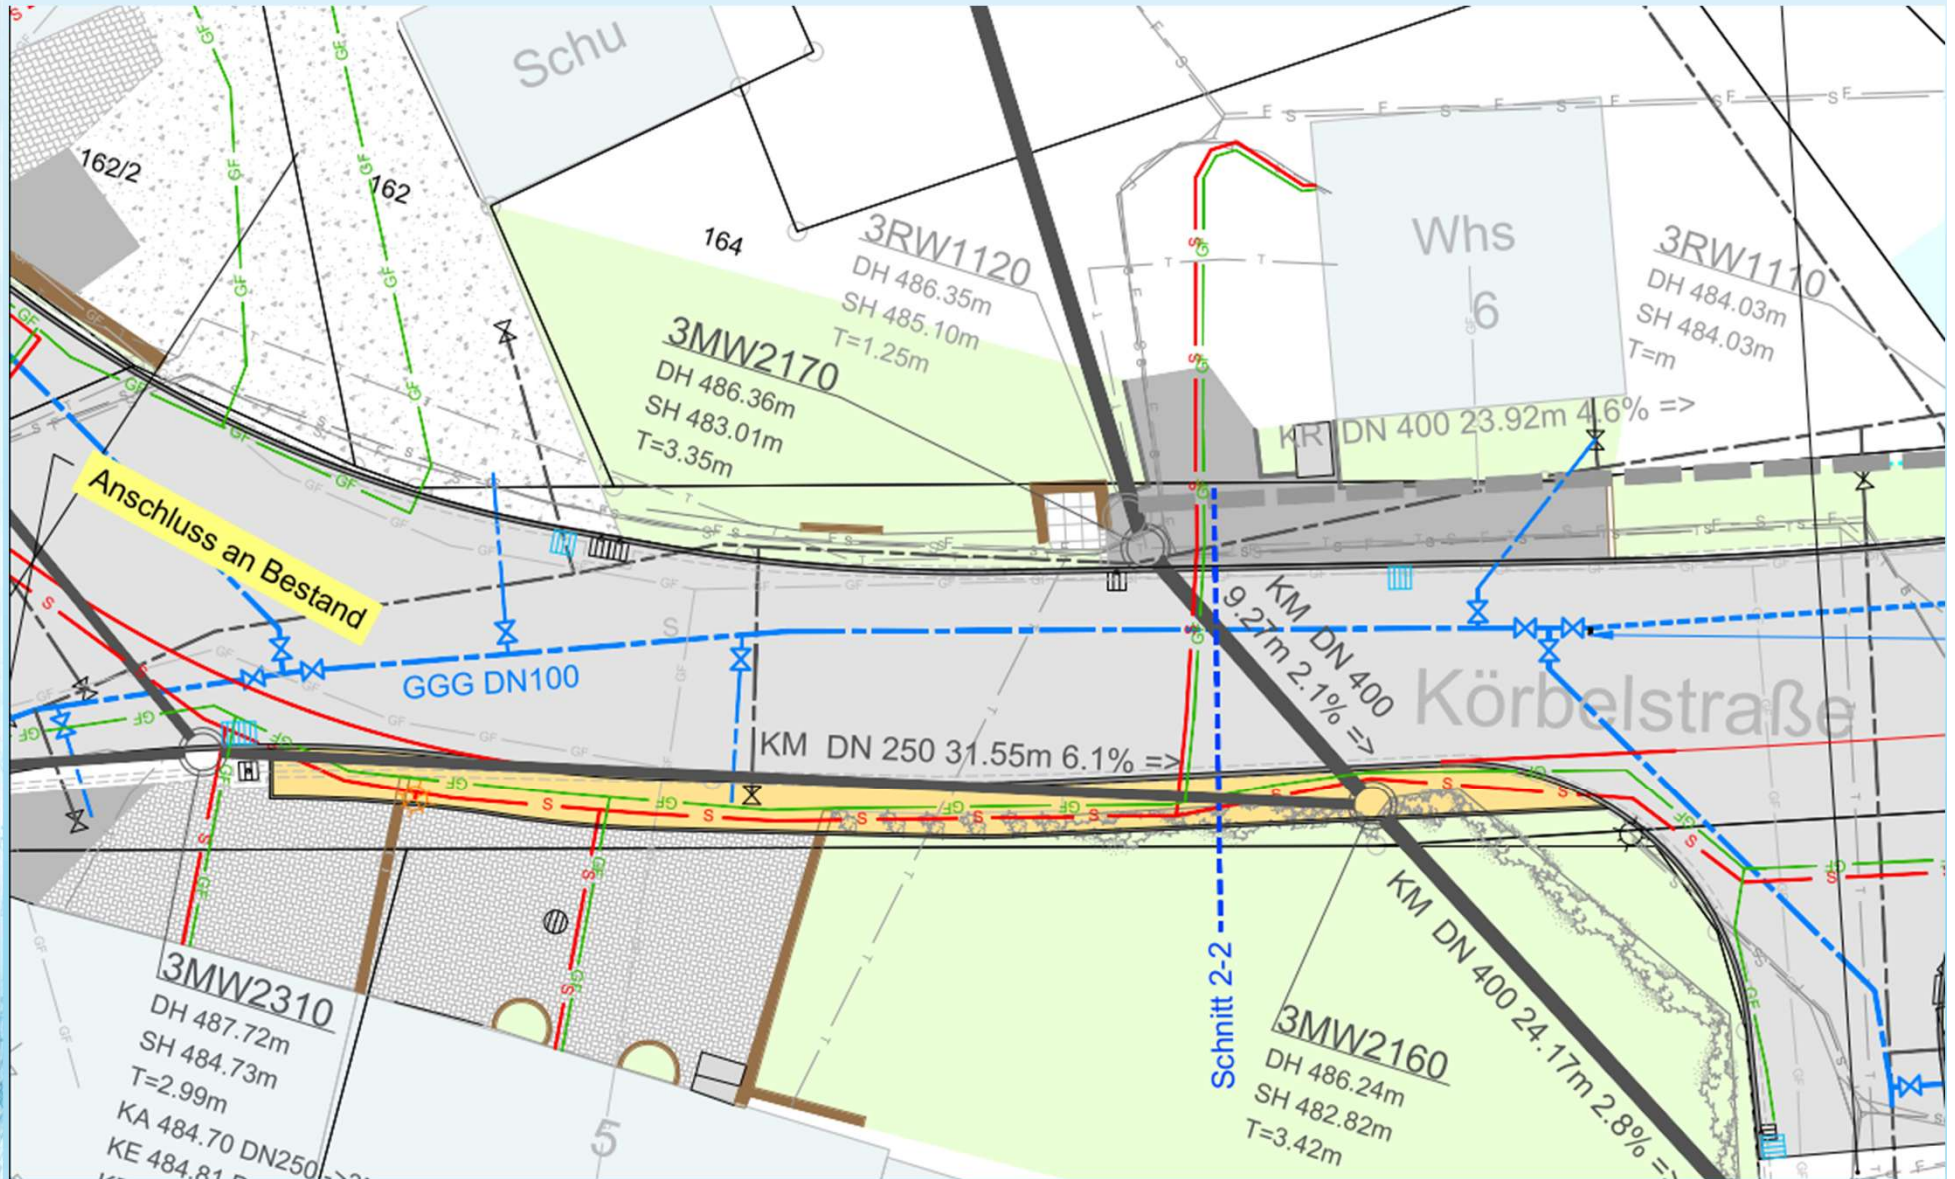 Schu
162/2
162
164
3RW1120
DH 486.35m
SH 485.10m
T=1.25m
3MW2170
DH 486.36m
SH 483.01m
T=3.35m
Whs
6
3RW1110
DH 484.03m
SH 484.03m
T=m
KR DN 400 23.92m 4.6% =>
Anschluss an Bestand
GGG DN100
KM DN 400
9.27m 2.1% =>
Körbelstraße
KM DN 250 31.55m 6.1% =>
KM DN 400 24.17m 2.8% =>
Schnitt 2-2
3MW2310
DH 487.72m
SH 484.73m
T=2.99m
KA 484.70 DN250
KE 484.81
3MW2160
DH 486.24m
SH 482.82m
T=3.42m
5